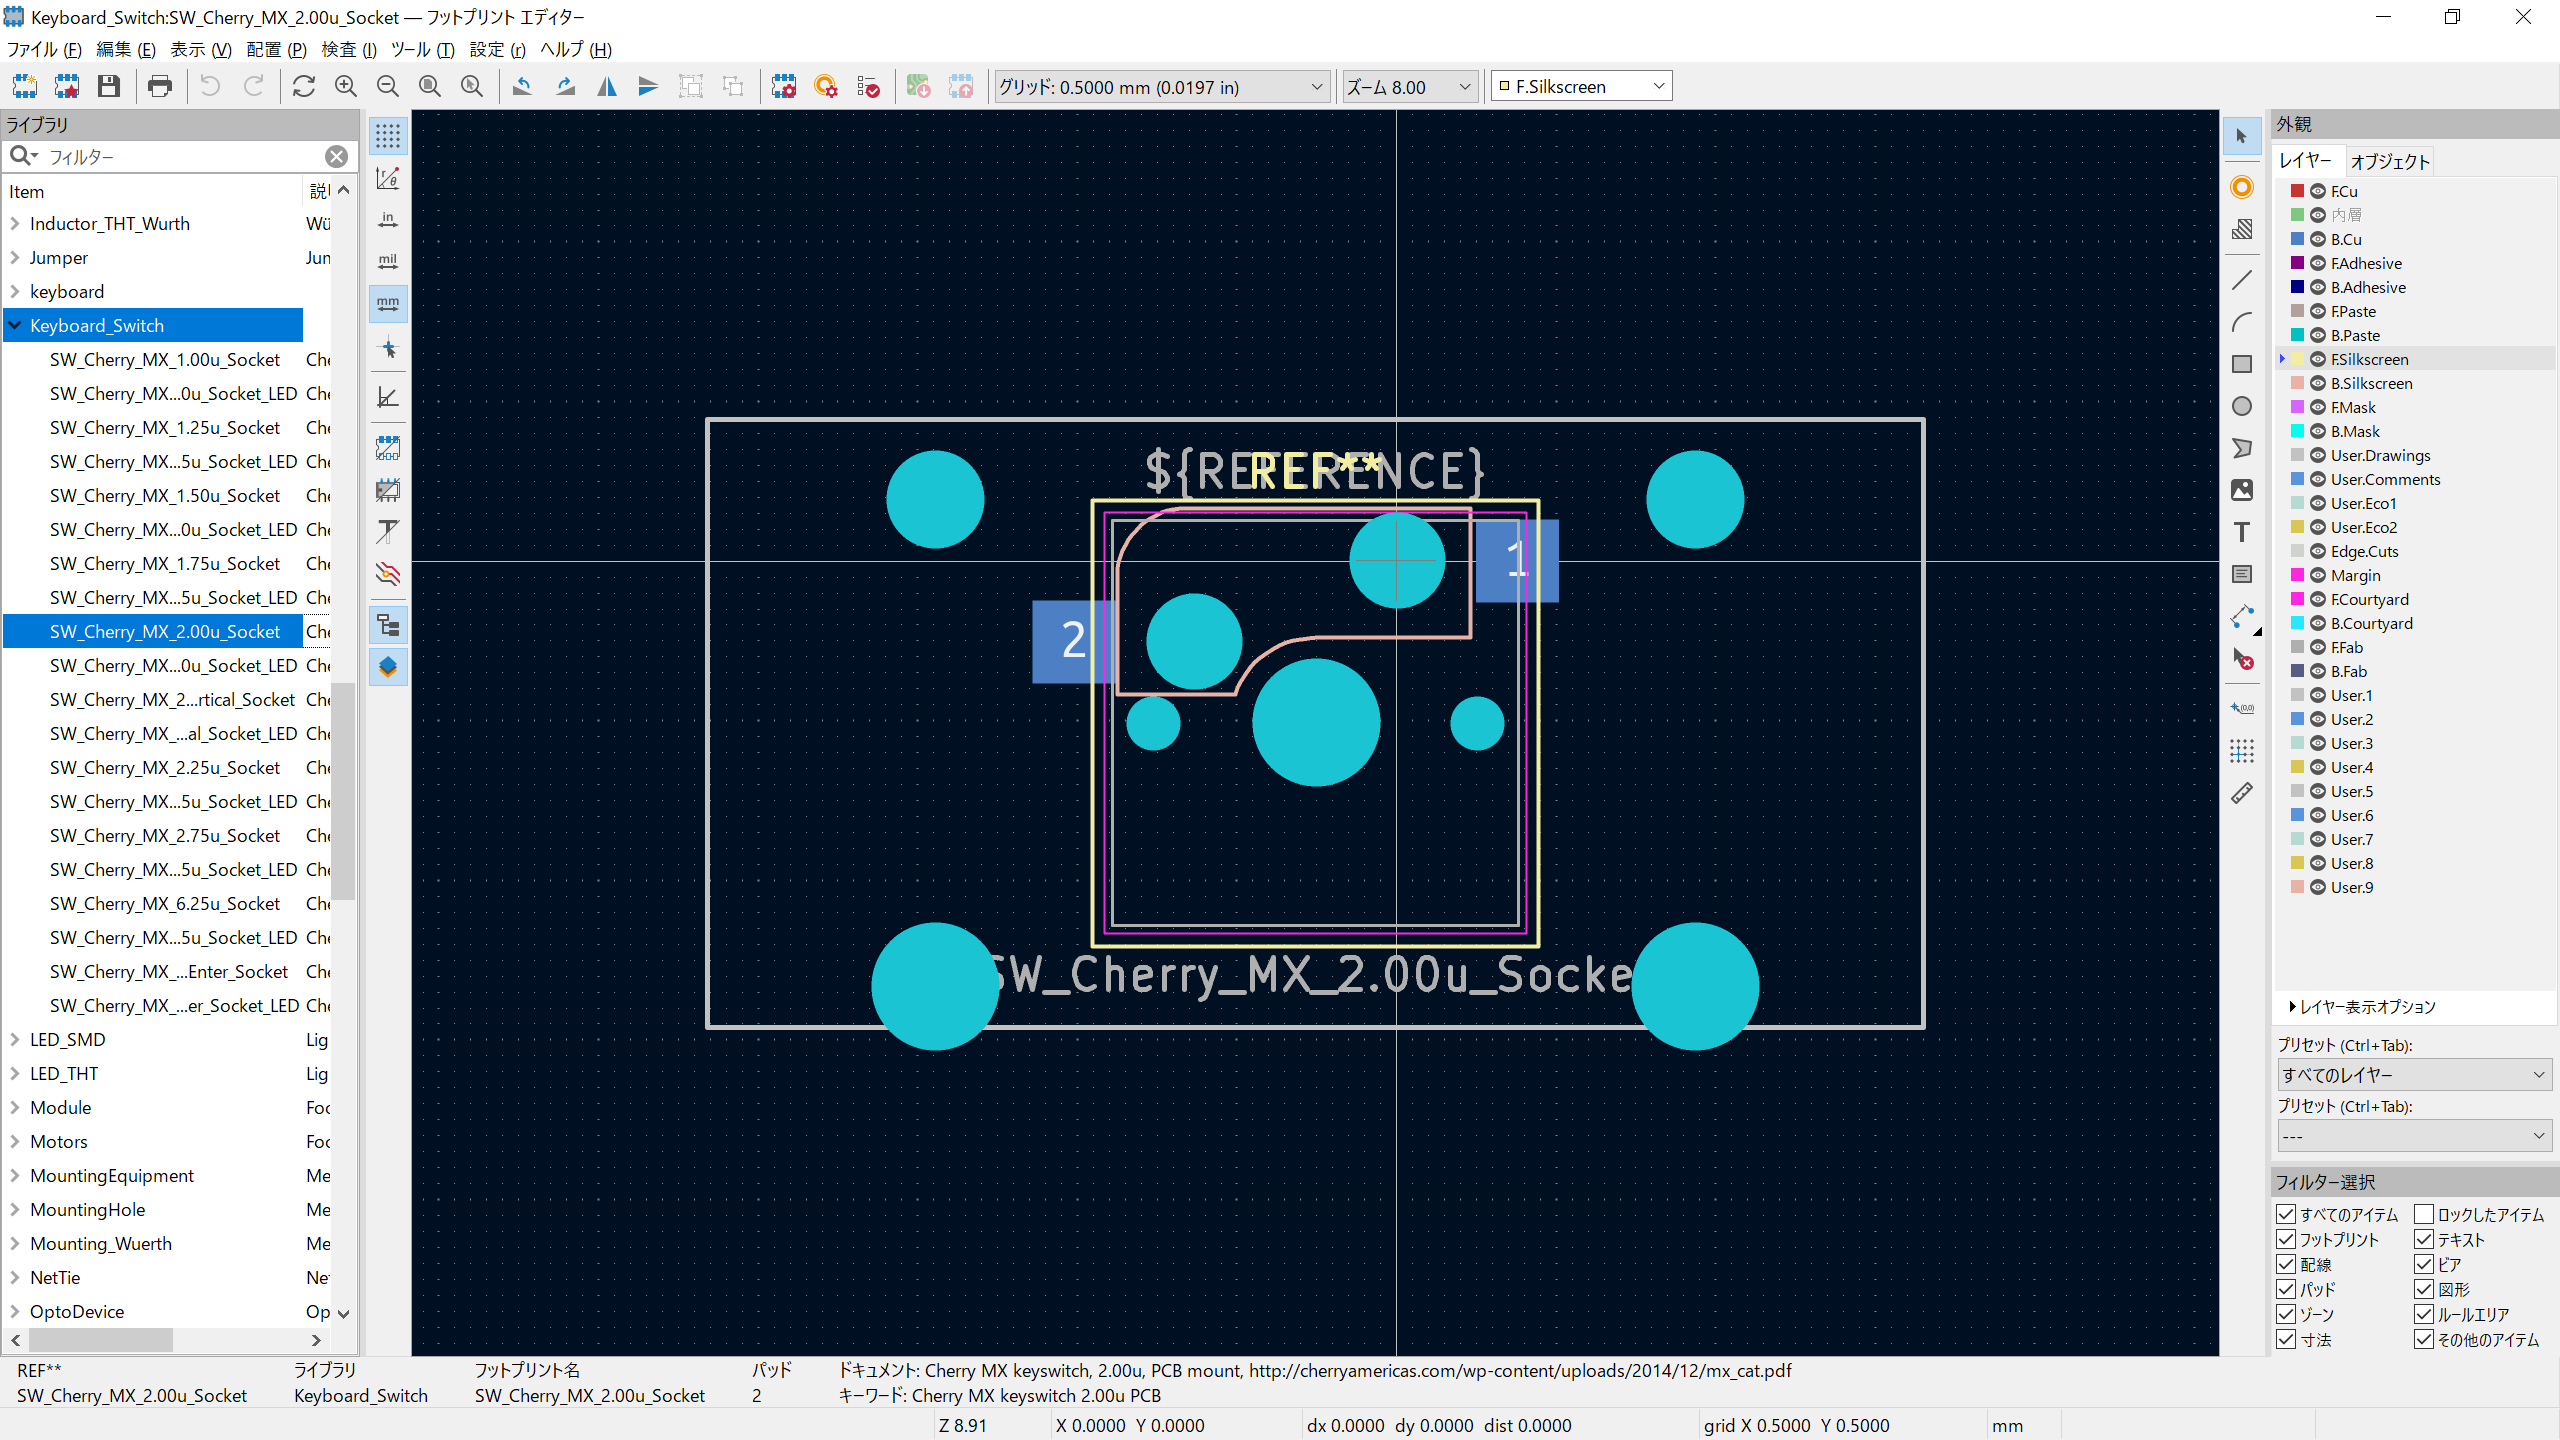 Keyboard_Switch:SW_Cherry_MX_2.00u_Socket — フットプリント エディター
ファイル (F) 編集 (E) 表示 (V) 配置 (P) 検査 (I) ツール (T) 設定 (r) ヘルプ (H)
グリッド: 0.5000 mm (0.0197 in)
ズーム 8.00
F.Silkscreen
ライブラリ
フィルター
Item
Inductor_THT_Wurth Wü
Jumper Jun
keyboard
Keyboard_Switch
SW_Cherry_MX_1.00u_Socket Che
SW_Cherry_MX...0u_Socket_LED Che
SW_Cherry_MX_1.25u_Socket Che
SW_Cherry_MX...5u_Socket_LED Che
SW_Cherry_MX_1.50u_Socket Che
SW_Cherry_MX...0u_Socket_LED Che
SW_Cherry_MX_1.75u_Socket Che
SW_Cherry_MX...5u_Socket_LED Che
SW_Cherry_MX_2.00u_Socket Che
SW_Cherry_MX...0u_Socket_LED Che
SW_Cherry_MX_2...rtical_Socket Che
SW_Cherry_MX_...al_Socket_LED Che
SW_Cherry_MX_2.25u_Socket Che
SW_Cherry_MX...5u_Socket_LED Che
SW_Cherry_MX_2.75u_Socket Che
SW_Cherry_MX...5u_Socket_LED Che
SW_Cherry_MX_6.25u_Socket Che
SW_Cherry_MX...5u_Socket_LED Che
SW_Cherry_MX_...Enter_Socket Che
SW_Cherry_MX_...er_Socket_LED Che
LED_SMD Lig
LED_THT Lig
Module Foo
Motors Foo
MountingEquipment Me
MountingHole Me
Mounting_Wuerth Me
NetTie Ne
OptoDevice Op
in
mil
mm
${REFERENCE}
REF**
1
2
SW_Cherry_MX_2.00u_Socke
(0,0)
外観
レイヤー オブジェクト
F.Cu
内層
B.Cu
F.Adhesive
B.Adhesive
F.Paste
B.Paste
F.Silkscreen
B.Silkscreen
F.Mask
B.Mask
User.Drawings
User.Comments
User.Eco1
User.Eco2
Edge.Cuts
Margin
F.Courtyard
B.Courtyard
F.Fab
B.Fab
User.1
User.2
User.3
User.4
User.5
User.6
User.7
User.8
User.9
レイヤー表示オプション
プリセット (Ctrl+Tab):
すべてのレイヤー
プリセット (Ctrl+Tab):
---
フィルター選択
すべてのアイテム ロックしたアイテム
フットプリント テキスト
配線 ビア
パッド 図形
ゾーン ルールエリア
寸法 その他のアイテム
REF** ライブラリ フットプリント名 パッド ドキュメント: Cherry MX keyswitch, 2.00u, PCB mount, http://cherryamericas.com/wp-content/uploads/2014/12/mx_cat.pdf
SW_Cherry_MX_2.00u_Socket Keyboard_Switch SW_Cherry_MX_2.00u_Socket 2 キーワード: Cherry MX keyswitch 2.00u PCB
Z 8.91 X 0.0000 Y 0.0000 dx 0.0000 dy 0.0000 dist 0.0000 grid X 0.5000 Y 0.5000 mm